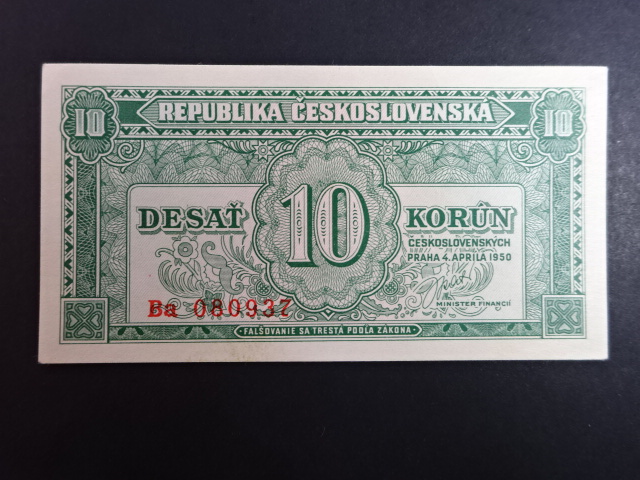 10 REPUBLIKA ČESKOSLOVENSKÁ 10
DESAŤ 10 KORÚN
ČESKOSLOVENSKÝCH
PRAHA 4. APRÍLA 1950
MINISTER FINANCIÍ
Ba 080937
FALŠOVANIE SA TRESTÁ PODĽA ZÁKONA